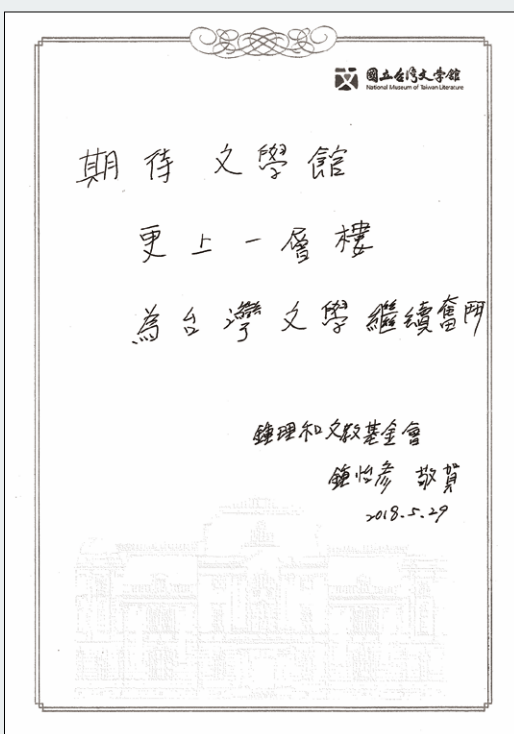 國立台灣文學館
National Museum of Taiwan Literature
期待文學館
更上一層樓
為台灣文學繼續奮鬥
鍾理和文教基金會
鍾怡彥 敬賀
2018.5.29